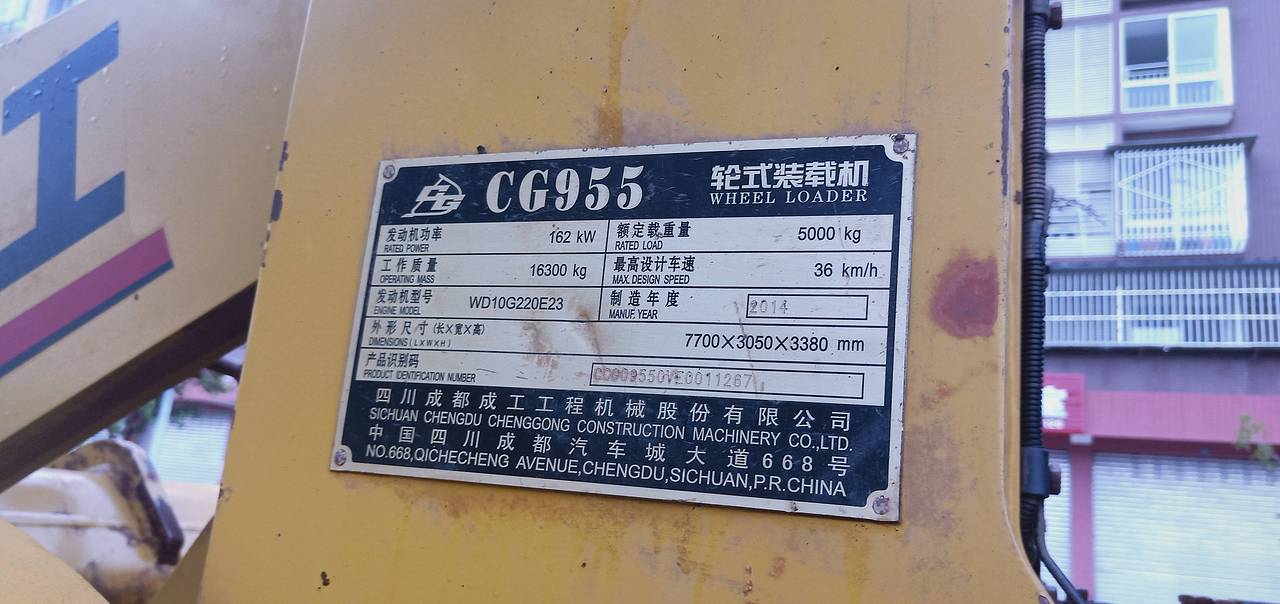 CG955 轮式装载机
WHEEL LOADER
发动机功率 162 kW 额定载重量 5000 kg
RATED POWER RATED LOAD
工作质量 16300 kg 最高设计车速 36 km/h
OPERATING MASS MAX. DESIGN SPEED
发动机型号 WD10G220E23 制造年度 2014
ENGINE MODEL MANUF. YEAR
外形尺寸(长×宽×高) 7700×3050×3380 mm
DIMENSIONS(L×W×H)
产品识别码
PRODUCT IDENTIFICATION NUMBER
四川成都成工工程机械股份有限公司
SICHUAN CHENGDU CHENGGONG CONSTRUCTION MACHINERY CO.,LTD.
中国四川成都汽车城大道668号
NO.668,QICHECHENG AVENUE,CHENGDU,SICHUAN,P.R.CHINA
工